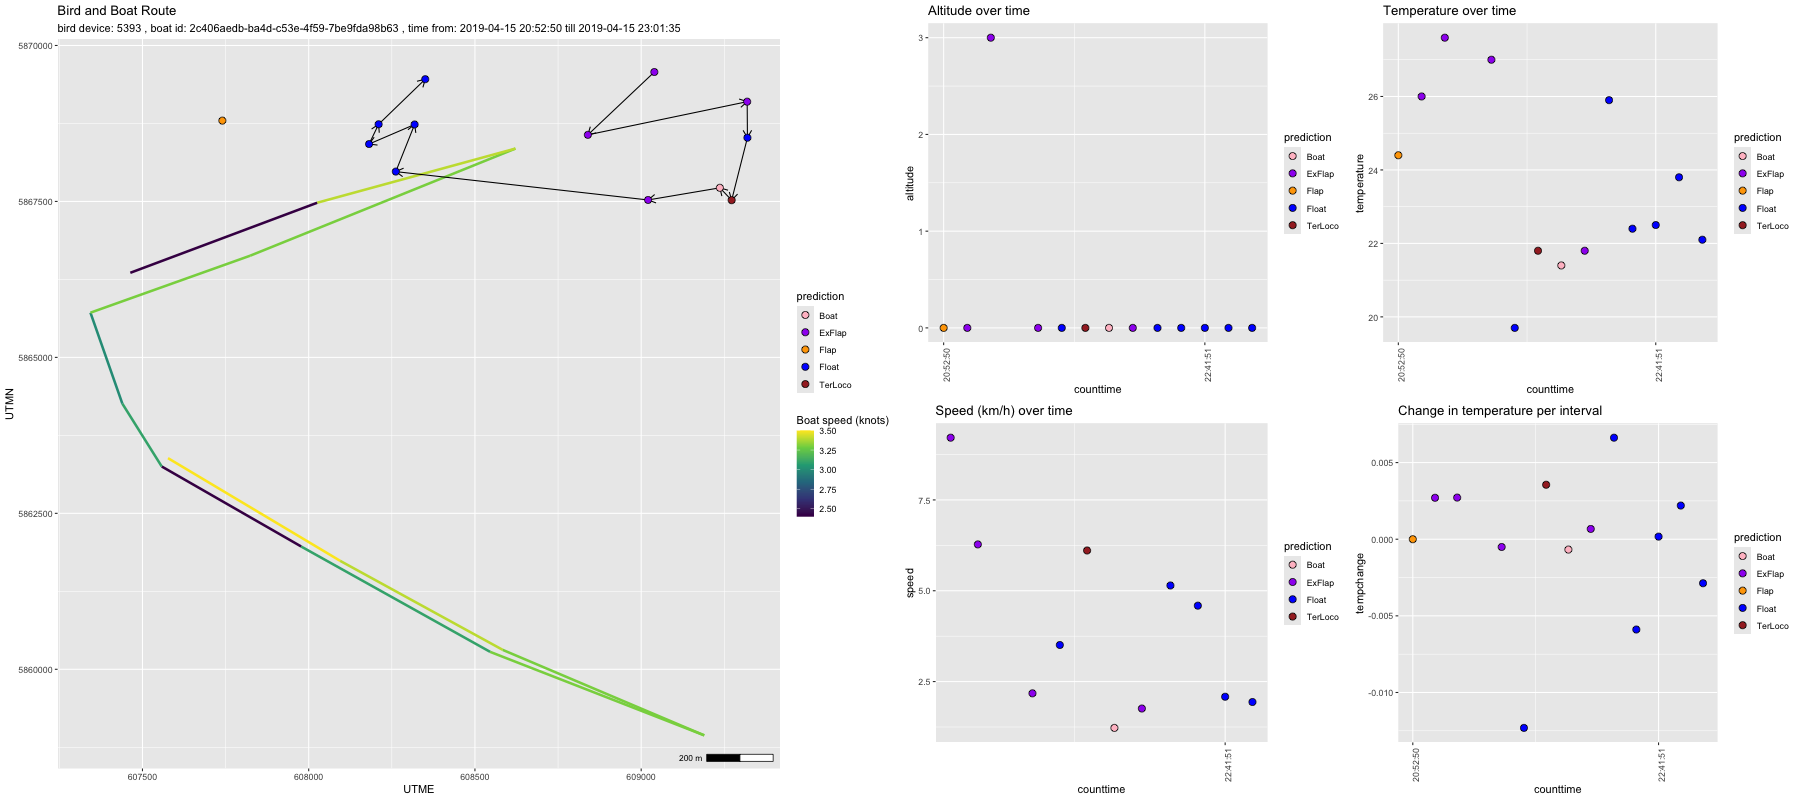 Bird and Boat Route
bird device: 5393 , boat id: 2c406aedb-ba4d-c53e-4f59-7be9fda98b63 , time from: 2019-04-15 20:52:50 till 2019-04-15 23:01:35
5870000
5867500
5865000
5862500
5860000
UTMN
607500
608000
608500
609000
UTME
200 m
prediction
Boat
ExFlap
Flap
Float
TerLoco
Boat speed (knots)
3.50
3.25
3.00
2.75
2.50
Altitude over time
3
2
1
0
altitude
20:52:50
22:41:51
counttime
prediction
Boat
ExFlap
Flap
Float
TerLoco
Temperature over time
26
24
22
20
temperature
20:52:50
22:41:51
counttime
prediction
Boat
ExFlap
Flap
Float
TerLoco
Speed (km/h) over time
7.5
5.0
2.5
speed
22:41:51
counttime
prediction
Boat
ExFlap
Float
TerLoco
Change in temperature per interval
0.005
0.000
-0.005
-0.010
tempchange
20:52:50
22:41:51
counttime
prediction
Boat
ExFlap
Flap
Float
TerLoco